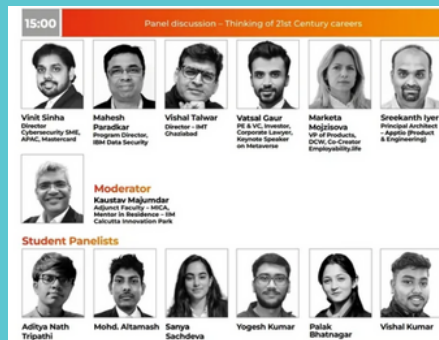 15:00
Panel discussion – Thinking of 21st Century careers
Vinit Sinha
Director
Cybersecurity SME,
APAC, Mastercard
Mahesh
Paradkar
Program Director,
IBM Data Security
Vishal Talwar
Director – IMT
Ghaziabad
Vatsal Gaur
PE & VC, Investor,
Corporate Lawyer,
Keynote Speaker
on Metaverse
Marketa
Mojzisova
VP of Products,
DCW, Co-Creator
Employability.life
Sreekanth Iyer
Principal Architect
– Apptio (Product
& Engineering)
Moderator
Kaustav Majumdar
Adjunct Faculty – MICA,
Mentor in Residence – IIM
Calcutta Innovation Park
Student Panelists
Aditya Nath
Tripathi
Mohd. Altamash
Sanya
Sachdeva
Yogesh Kumar
Palak
Bhatnagar
Vishal Kumar